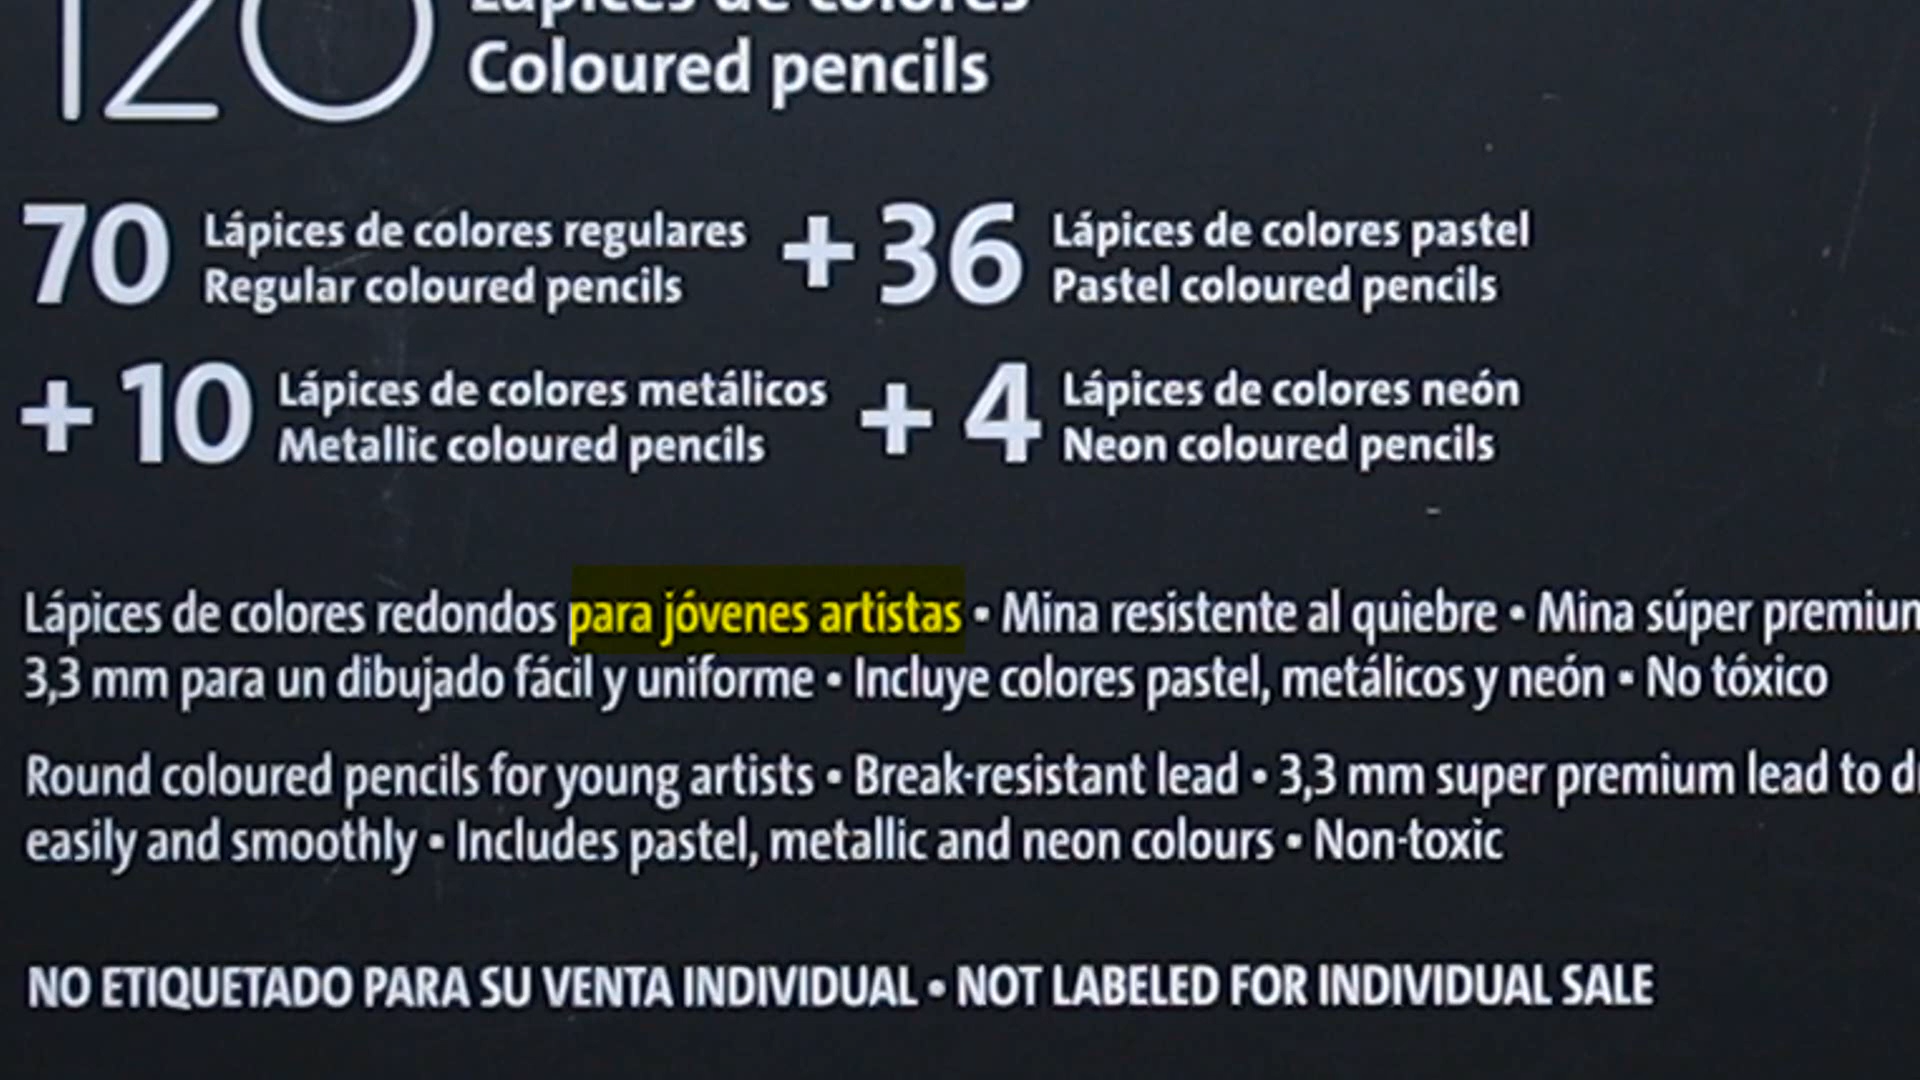 120 Lápices de colores
Coloured pencils
70 Lápices de colores regulares
Regular coloured pencils
+ 36 Lápices de colores pastel
Pastel coloured pencils
+ 10 Lápices de colores metálicos
Metallic coloured pencils
+ 4 Lápices de colores neón
Neon coloured pencils
Lápices de colores redondos para jóvenes artistas • Mina resistente al quiebre • Mina súper
3,3 mm para un dibujado fácil y uniforme • Incluye colores pastel, metálicos y neón • No tóxico
Round coloured pencils for young artists • Break-resistant lead • 3,3 mm super premium lead to
easily and smoothly • Includes pastel, metallic and neon colours • Non-toxic
NO ETIQUETADO PARA SU VENTA INDIVIDUAL • NOT LABELED FOR INDIVIDUAL SALE